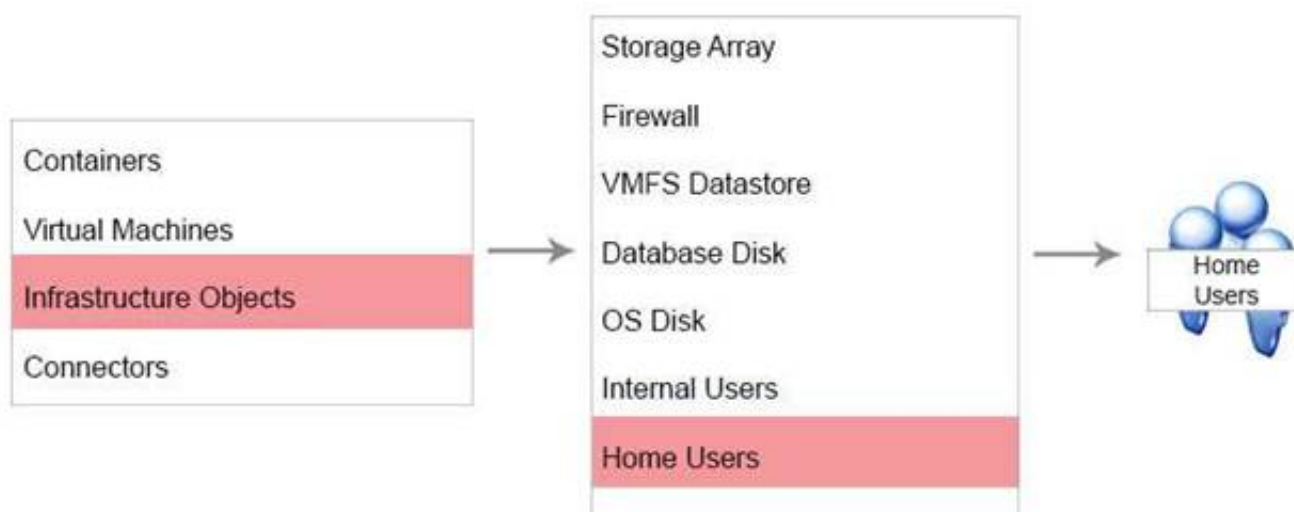 Containers
Virtual Machines
Infrastructure Objects
Connectors
Storage Array
Firewall
VMFS Datastore
Database Disk
OS Disk
Internal Users
Home Users
Home
Users